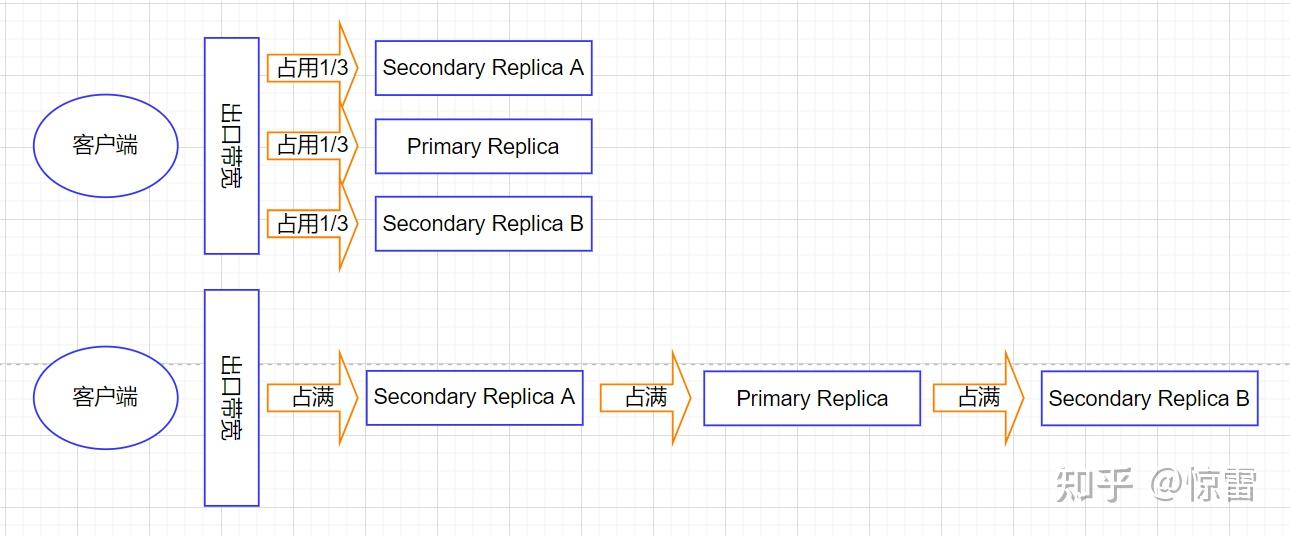 客户端
出口带宽
占用1/3
Secondary Replica A
占用1/3
Primary Replica
占用1/3
Secondary Replica B
客户端
出口带宽
占满
Secondary Replica A
占满
Primary Replica
占满
Secondary Replica B
知乎 @惊雷